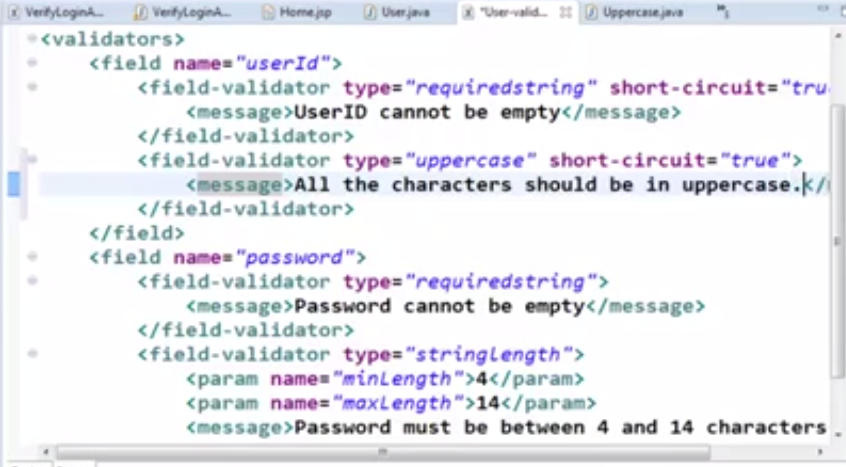 VerifyLoginA...
VerifyLoginA...
Home.jsp
User.java
*User-valid...
Uppercase.java
<validators>
<field name="userId">
<field-validator type="requiredstring" short-circuit="tru
<message>UserID cannot be empty</message>
</field-validator>
<field-validator type="uppercase" short-circuit="true">
<message>All the characters should be in uppercase.</
</field-validator>
</field>
<field name="password">
<field-validator type="requiredstring">
<message>Password cannot be empty</message>
</field-validator>
<field-validator type="stringlength">
<param name="minLength">4</param>
<param name="maxLength">14</param>
<message>Password must be between 4 and 14 characters